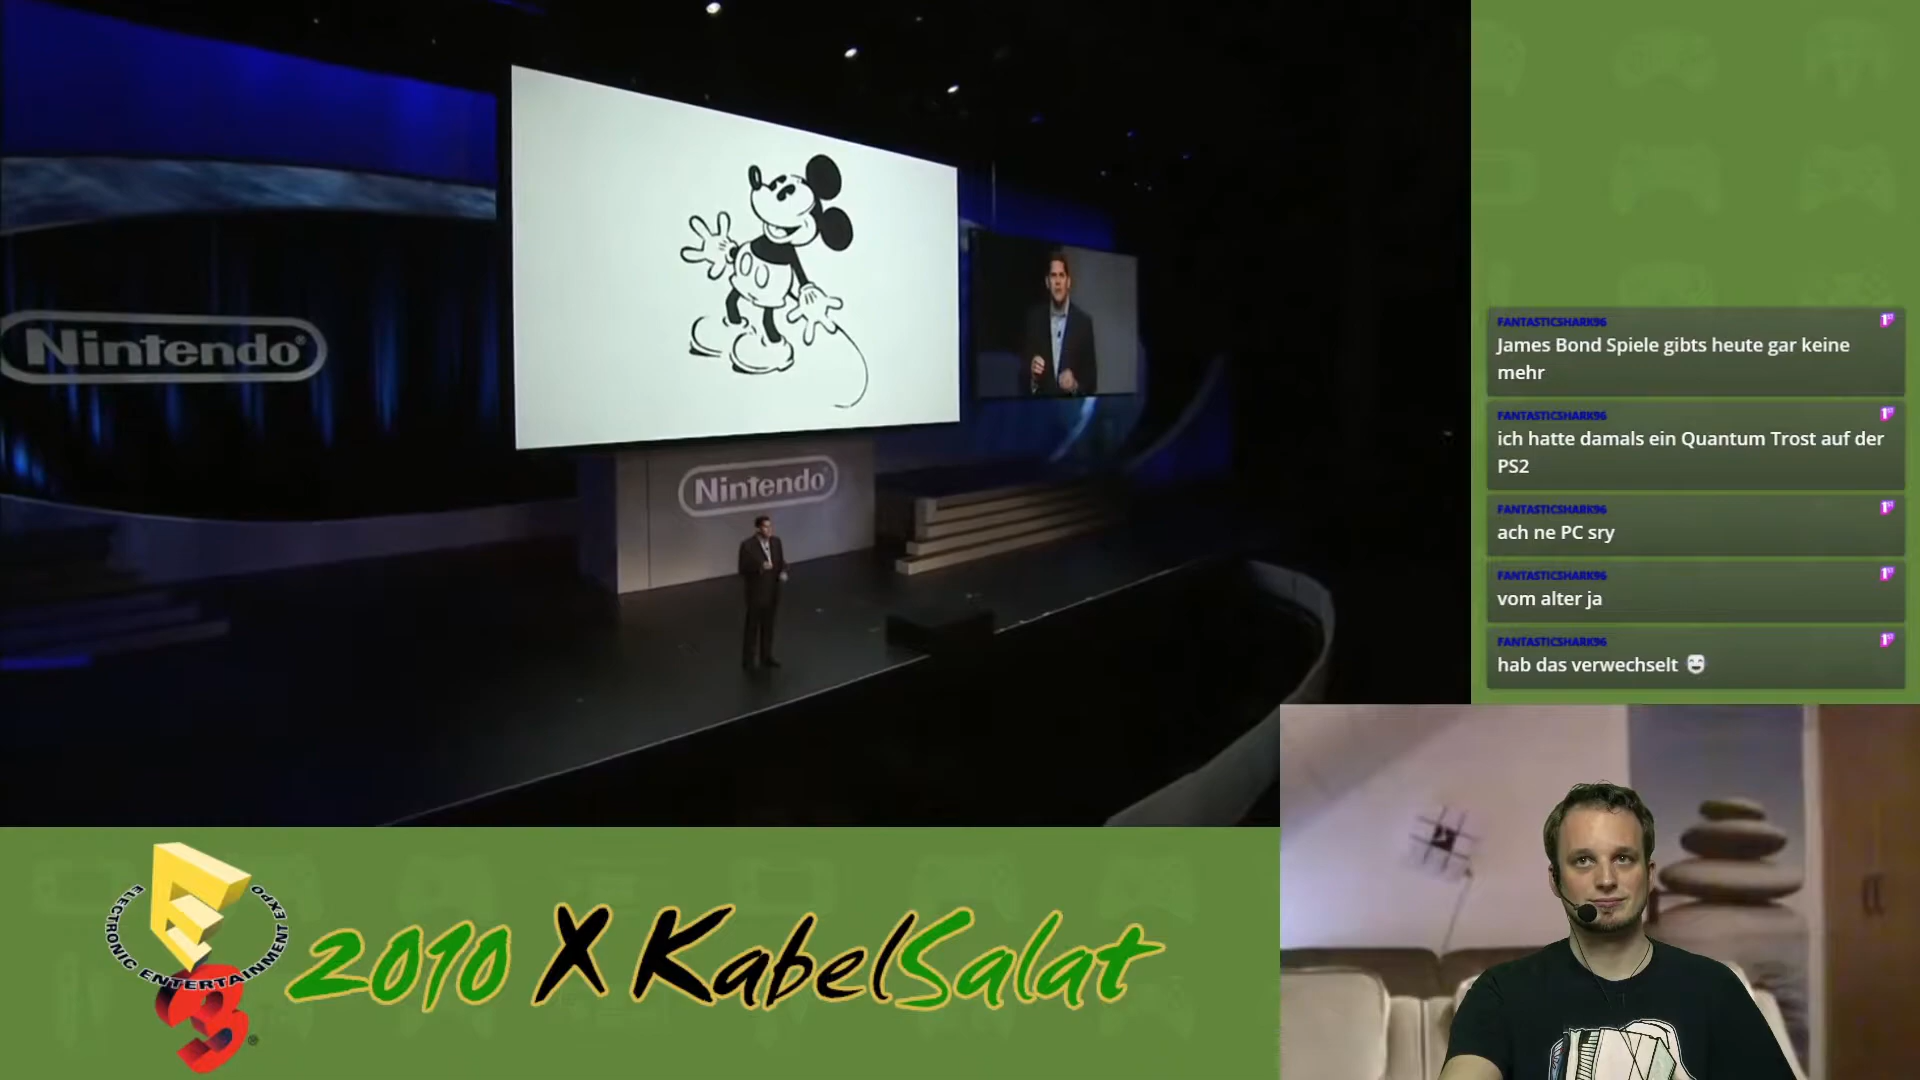 Nintendo®
Nintendo
FANTASTICSHARK96
James Bond Spiele gibts heute gar keine
mehr
FANTASTICSHARK96
ich hatte damals ein Quantum Trost auf der
PS2
FANTASTICSHARK96
ach ne PC sry
FANTASTICSHARK96
vom alter ja
FANTASTICSHARK96
hab das verwechselt
E3
ELECTRONIC ENTERTAINMENT EXPO
2010 X KabelSalat